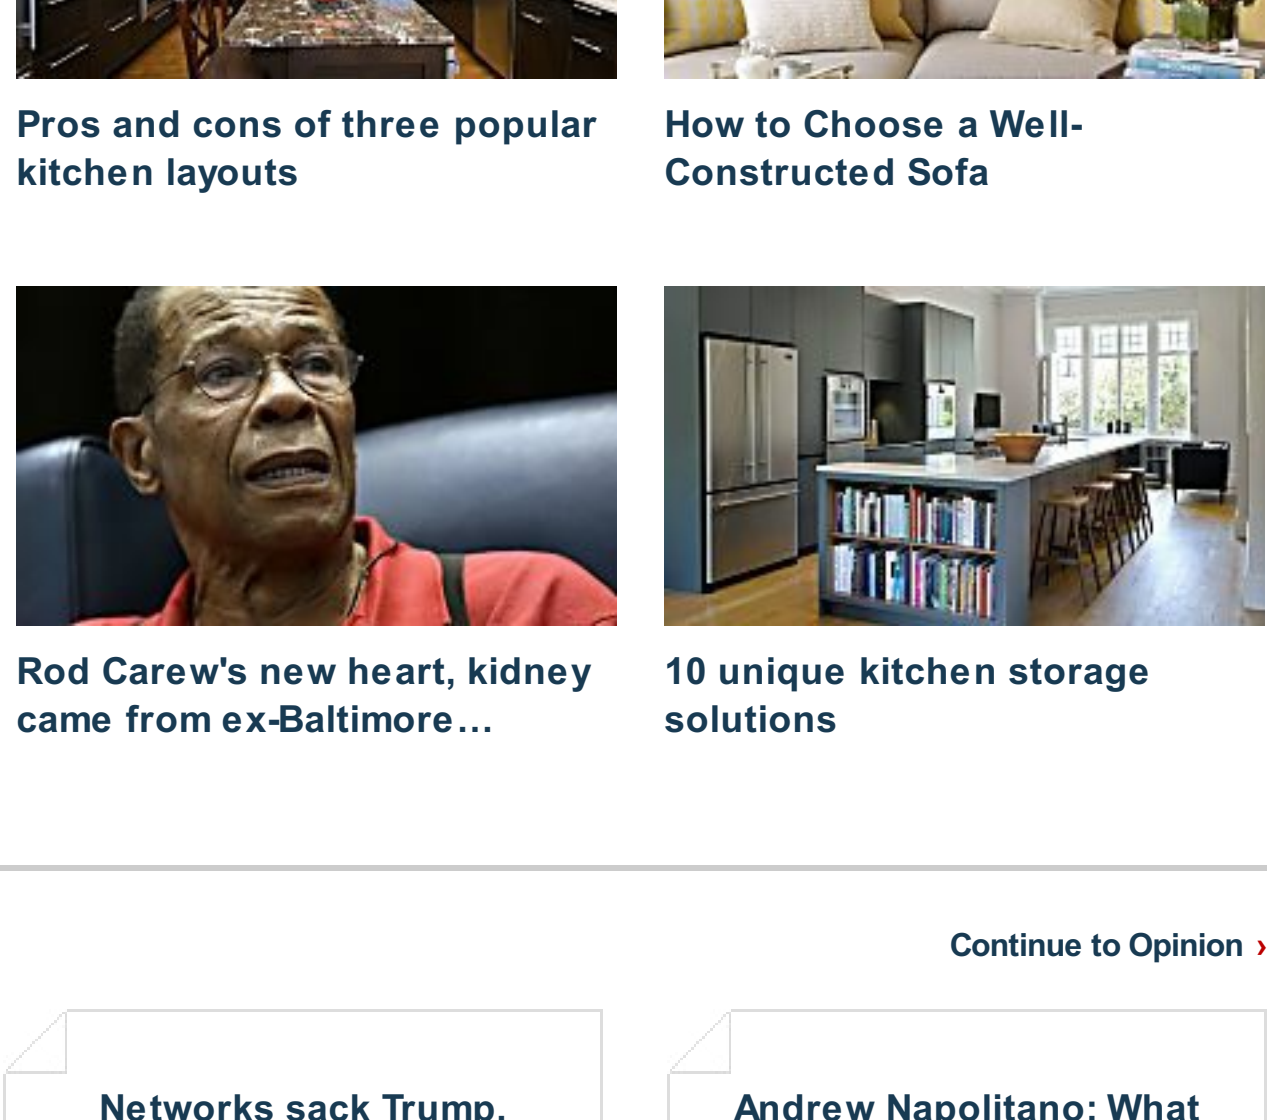 Pros and cons of three popular
kitchen layouts
How to Choose a Well-
Constructed Sofa
Rod Carew's new heart, kidney
came from ex-Baltimore…
10 unique kitchen storage
solutions
Continue to Opinion ›
Networks sack Trump.
Andrew Napolitano: What